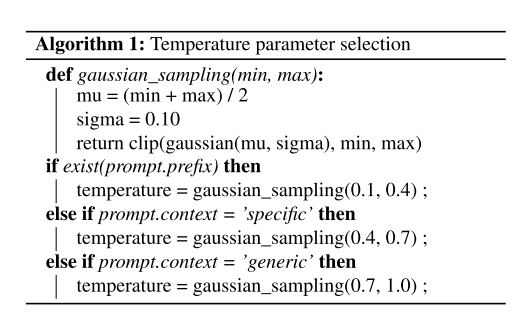 Algorithm 1: Temperature parameter selection
def gaussian_sampling(min, max):
mu = (min + max) / 2
sigma = 0.10
return clip(gaussian(mu, sigma), min, max)
if exist(prompt.prefix) then
temperature = gaussian_sampling(0.1, 0.4) ;
else if prompt.context = 'specific' then
temperature = gaussian_sampling(0.4, 0.7) ;
else if prompt.context = 'generic' then
temperature = gaussian_sampling(0.7, 1.0) ;